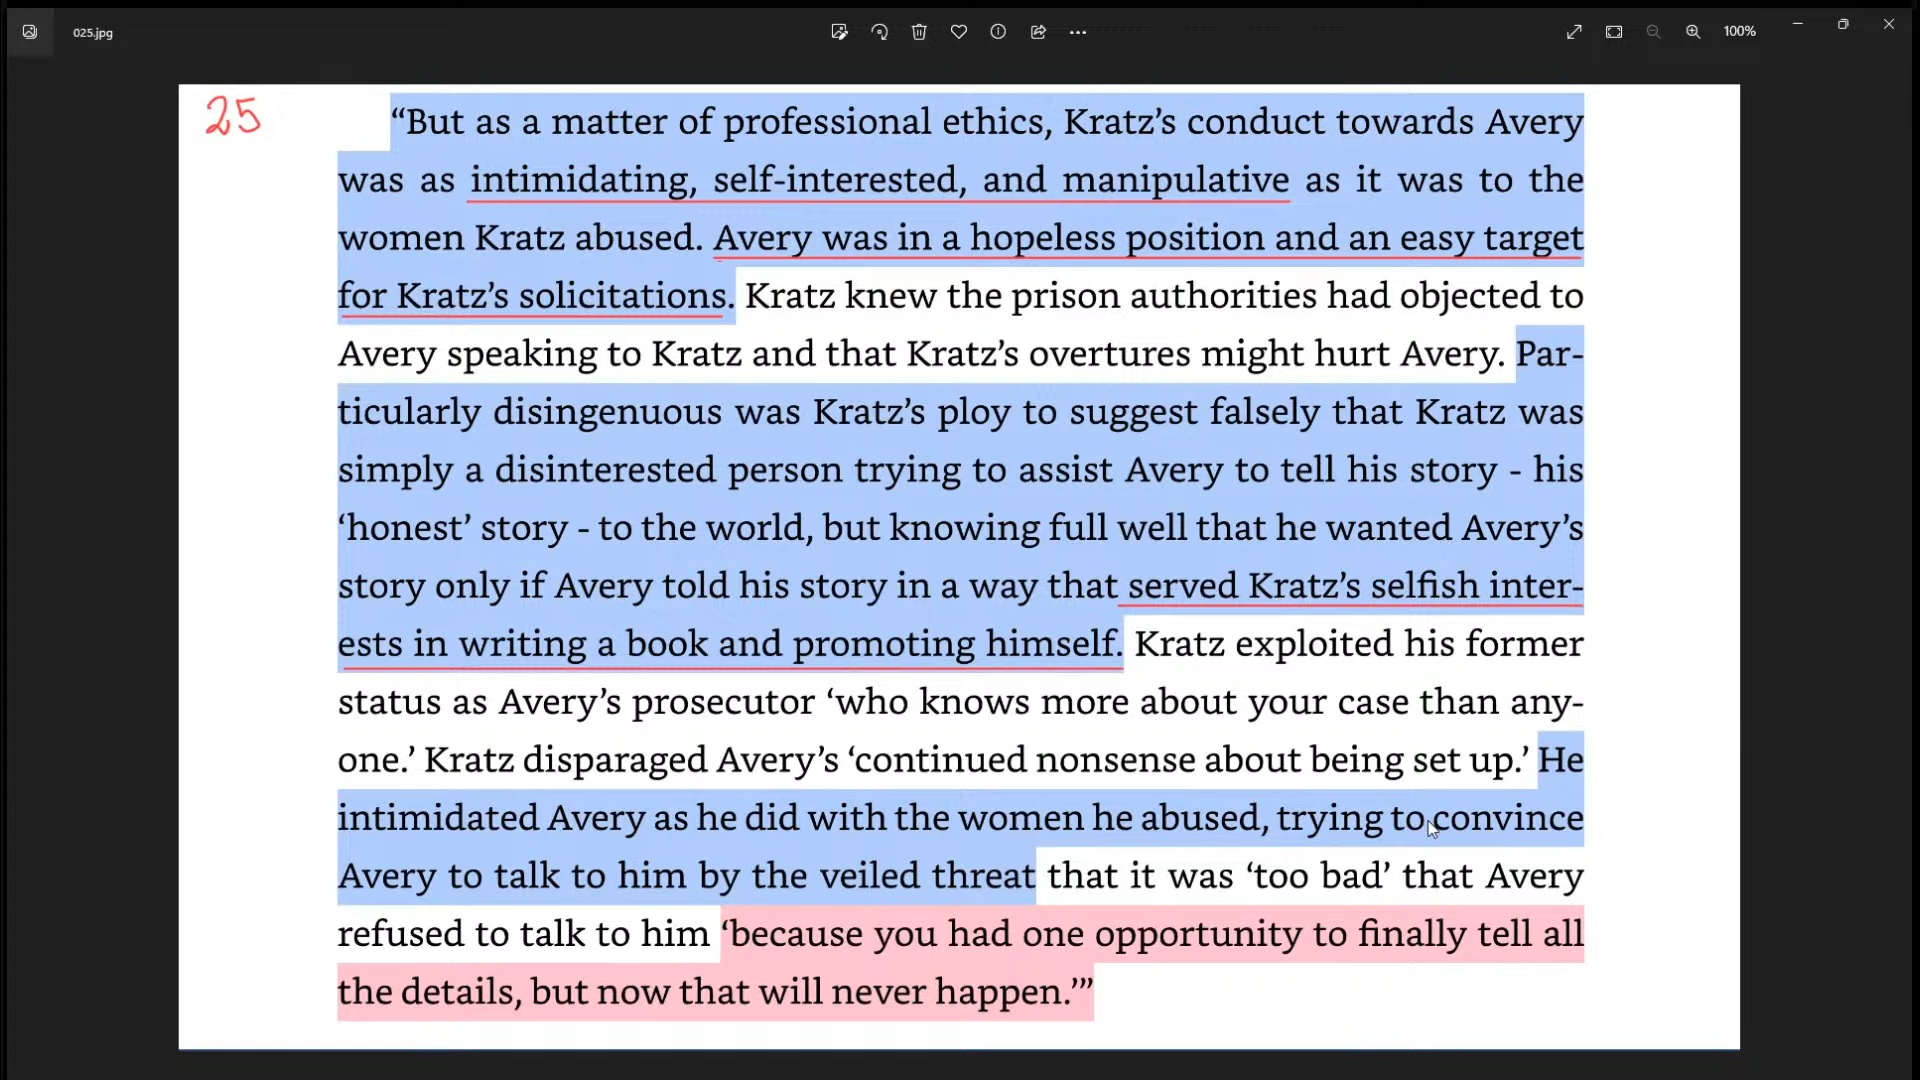 025.jpg
100%
25
“But as a matter of professional ethics, Kratz’s conduct towards Avery
was as intimidating, self-interested, and manipulative as it was to the
women Kratz abused. Avery was in a hopeless position and an easy target
for Kratz’s solicitations. Kratz knew the prison authorities had objected to
Avery speaking to Kratz and that Kratz’s overtures might hurt Avery. Par-
ticularly disingenuous was Kratz’s ploy to suggest falsely that Kratz was
simply a disinterested person trying to assist Avery to tell his story - his
‘honest’ story - to the world, but knowing full well that he wanted Avery’s
story only if Avery told his story in a way that served Kratz’s selfish inter-
ests in writing a book and promoting himself. Kratz exploited his former
status as Avery’s prosecutor ‘who knows more about your case than any-
one.’ Kratz disparaged Avery’s ‘continued nonsense about being set up.’ He
intimidated Avery as he did with the women he abused, trying to convince
Avery to talk to him by the veiled threat that it was ‘too bad’ that Avery
refused to talk to him ‘because you had one opportunity to finally tell all
the details, but now that will never happen.’”